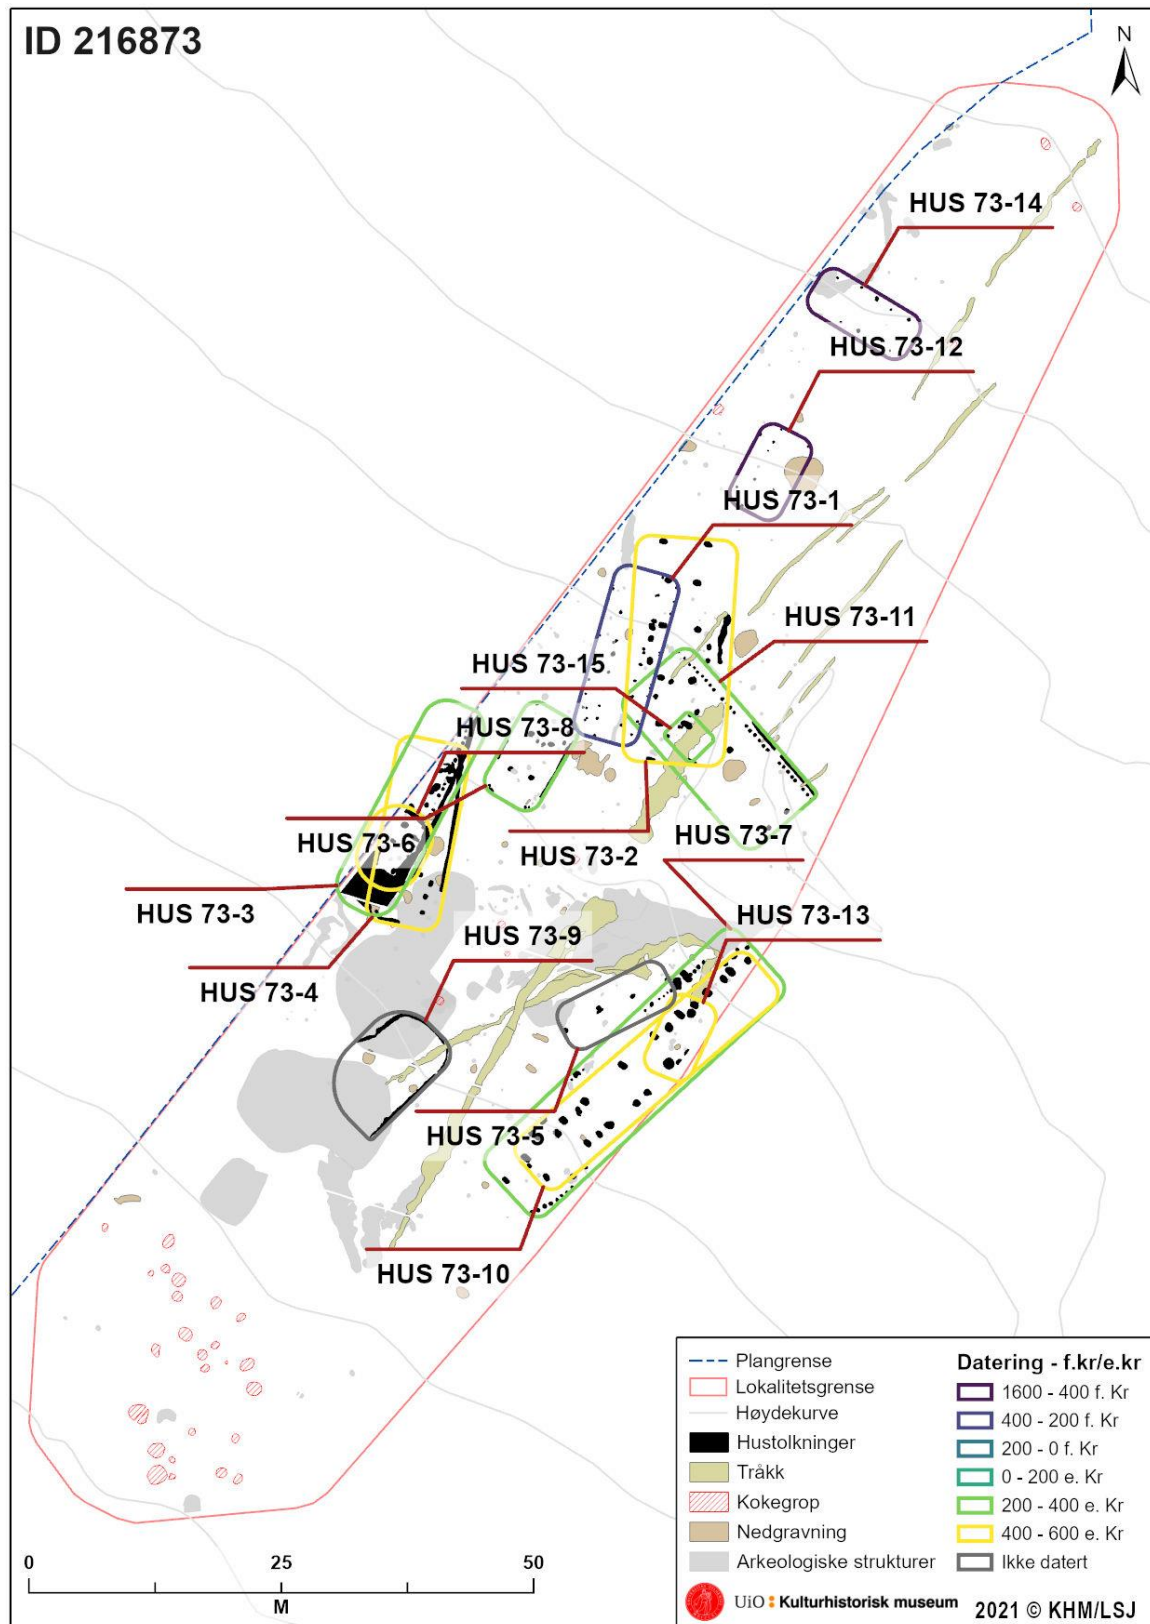 ID 216873
N
HUS 73-14
HUS 73-12
HUS 73-1
HUS 73-11
HUS 73-15
HUS 73-8
HUS 73-6
HUS 73-2
HUS 73-7
HUS 73-3
HUS 73-13
HUS 73-9
HUS 73-4
HUS 73-5
HUS 73-10
Plangrense
Lokalitetsgrense
Høydekurve
Hustolkninger
Tråkk
Kokegrop
Nedgravning
Arkeologiske strukturer
Datering - f.kr/e.kr
1600 - 400 f. Kr
400 - 200 f. Kr
200 - 0 f. Kr
0 - 200 e. Kr
200 - 400 e. Kr
400 - 600 e. Kr
Ikke datert
0 25 50
M
UiO : Kulturhistorisk museum
2021 © KHM/LSJ